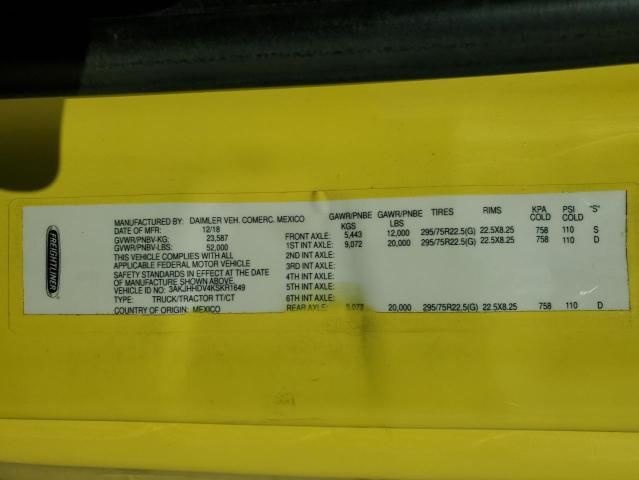 FREIGHTLINER
MANUFACTURED BY: DAIMLER VEH. COMERC. MEXICO
DATE OF MFR: 12/18
GVWR/PNBV-KG: 23,587
GVWR/PNBV-LBS: 52,000
THIS VEHICLE COMPLIES WITH ALL
APPLICABLE FEDERAL MOTOR VEHICLE
SAFETY STANDARDS IN EFFECT AT THE DATE
OF MANUFACTURE SHOWN ABOVE.
VEHICLE ID NO.: 3AKJHHDV4KSKR1649
TYPE: TRUCK/TRACTOR TT/CT
COUNTRY OF ORIGIN: MEXICO
GAWR/PNBE KGS GAWR/PNBE LBS TIRES RIMS KPA COLD PSI COLD "S"
FRONT AXLE: 5,443 12,000 295/75R22.5(G) 22.5X8.25 758 110 S
1ST INT AXLE: 9,072 20,000 295/75R22.5(G) 22.5X8.25 758 110 D
2ND INT AXLE:
3RD INT AXLE:
4TH INT AXLE:
5TH INT AXLE:
6TH INT AXLE:
REAR AXLE: 9,072 20,000 295/75R22.5(G) 22.5X8.25 758 110 D